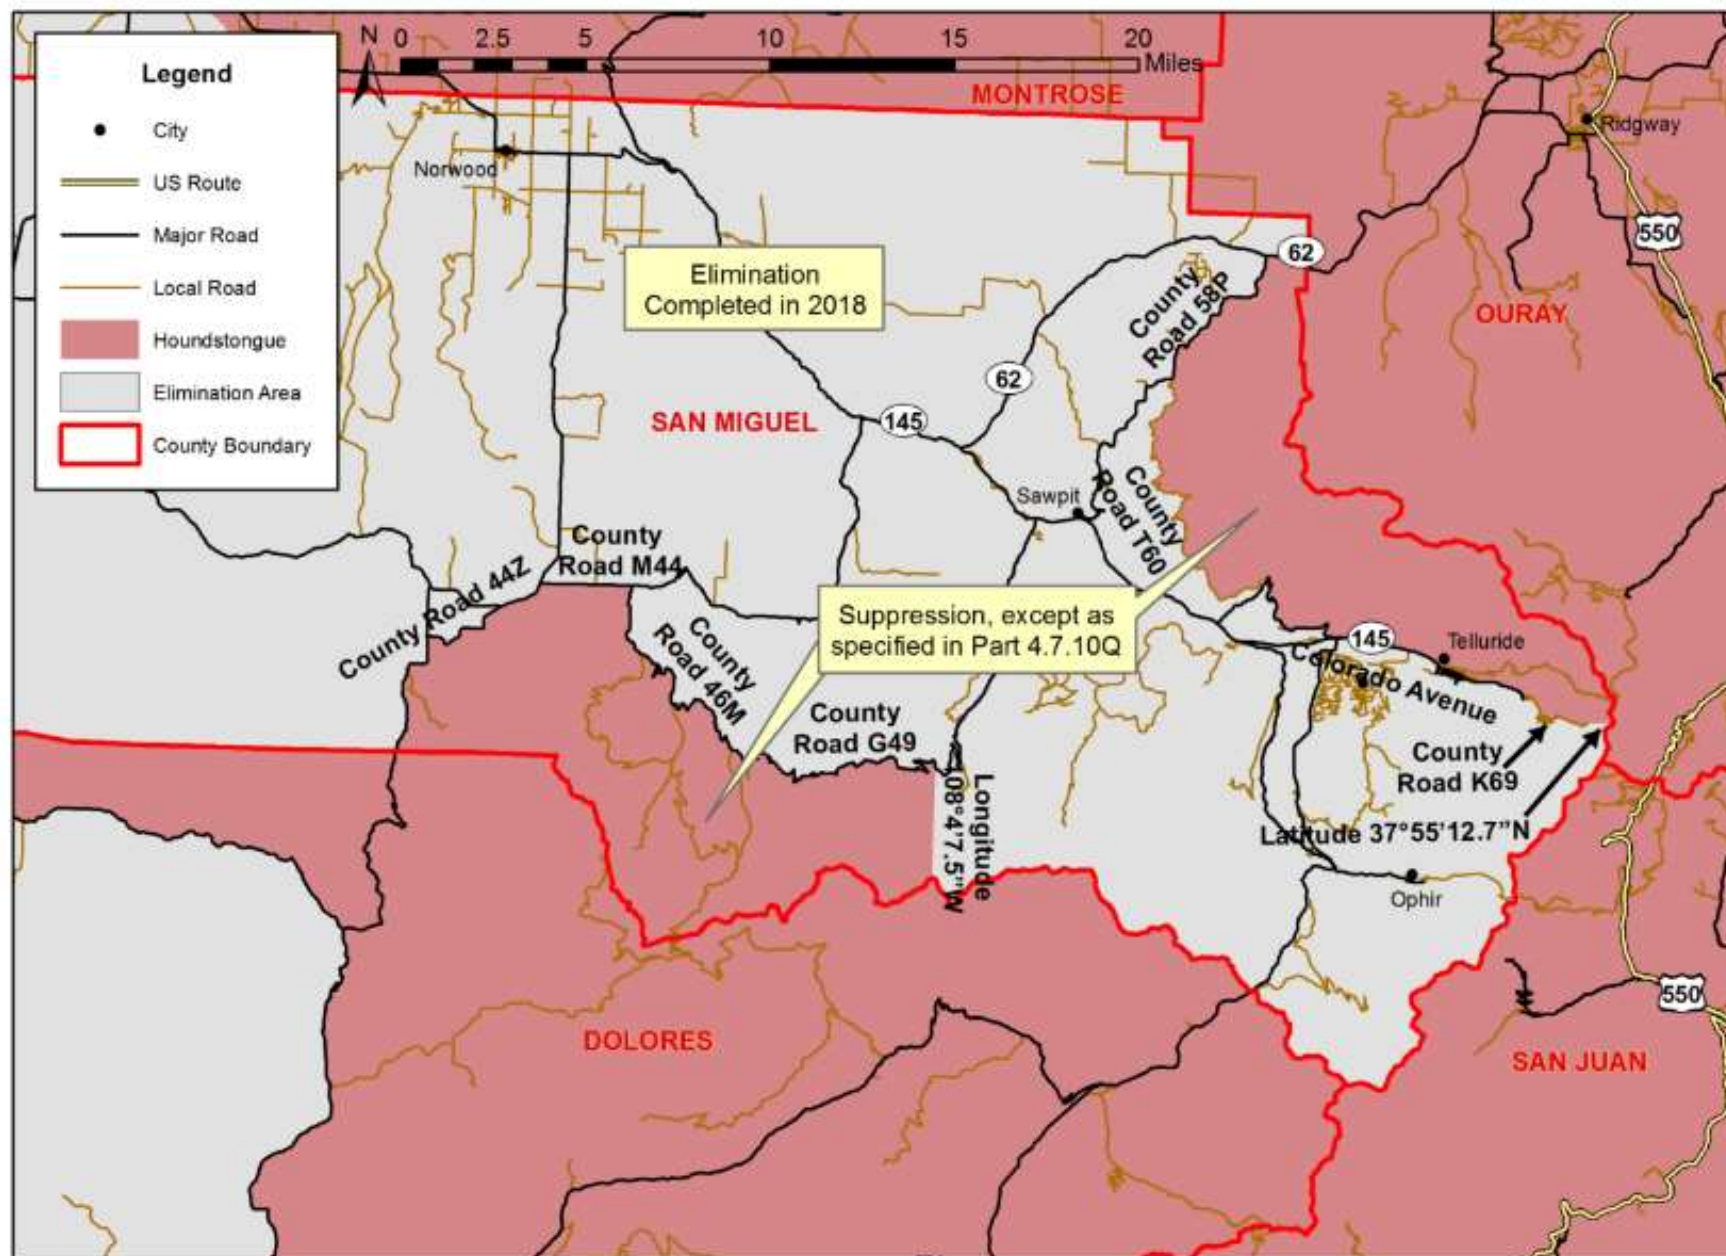 Legend
City
US Route
Major Road
Local Road
Houndstongue
Elimination Area
County Boundary
N
0 2.5 5 10 15 20
Miles
MONTROSE
Ridgway
Norwood
550
62
Elimination
Completed in 2018
County
Road 58P
OURAY
62
SAN MIGUEL
145
Sawpit
County
Road T60
County
Road M44
County Road 44Z
Suppression, except as
specified in Part 4.7.10Q
145
Telluride
Colorado Avenue
County
Road 46M
County
Road G49
County
Road K69
Longitude
108°4'7.5"W
Latitude 37°55'12.7"N
Ophir
550
DOLORES
SAN JUAN